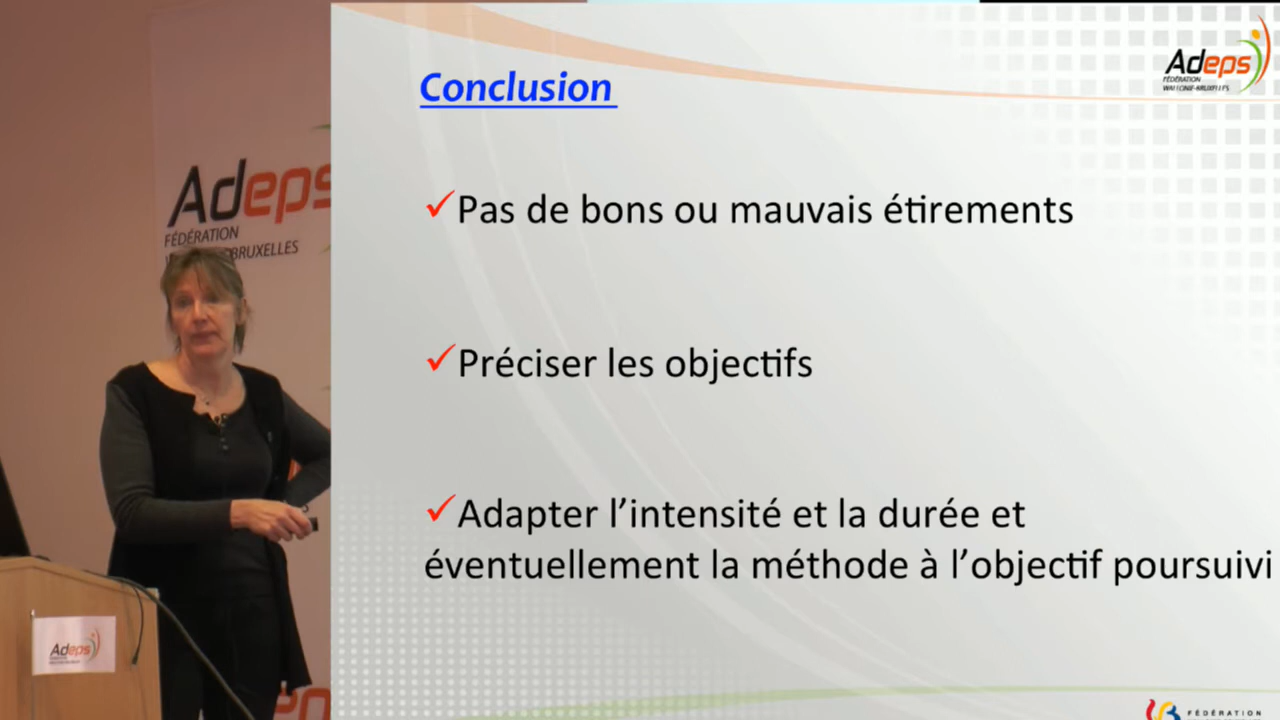 Conclusion
Adeps
FÉDÉRATION
WALLONIE-BRUXELLES
Pas de bons ou mauvais étirements
Préciser les objectifs
Adapter l’intensité et la durée et
éventuellement la méthode à l’objectif poursuivi
FÉDÉRATION
Adeps
FÉDÉRATION
BRUXELLES
Adeps